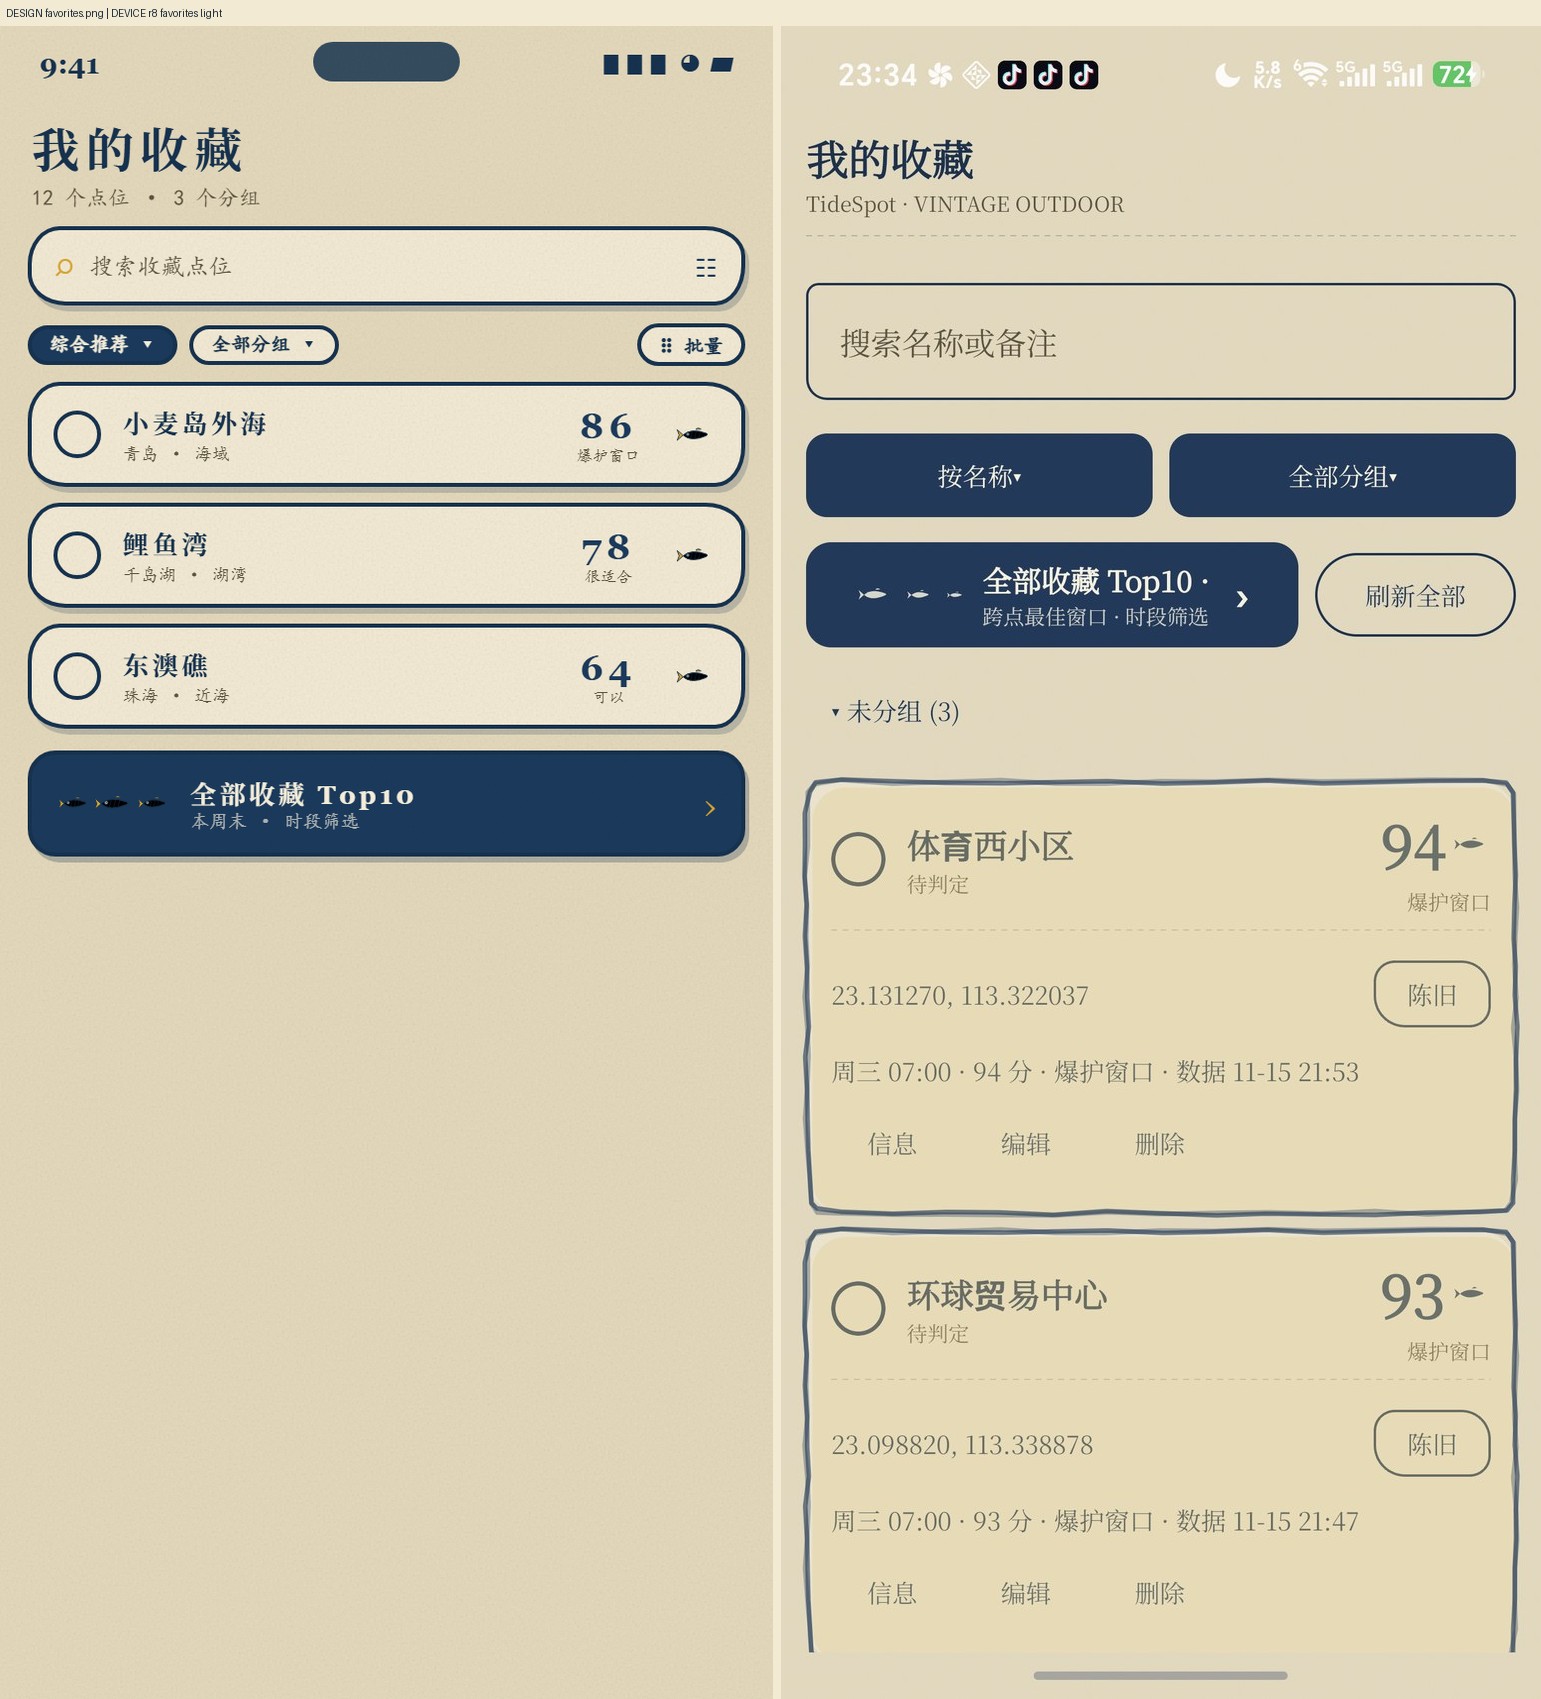 DESIGN favorites.png | DEVICE r8 favorites light
9:41
我的收藏
12 个点位 • 3 个分组
搜索收藏点位
综合推荐 ▾
全部分组 ▾
批量
小麦岛外海
青岛 • 海域
86
爆护窗口
鲤鱼湾
千岛湖 • 湖湾
78
很适合
东澳礁
珠海 • 近海
64
可以
全部收藏 Top10
本周末 • 时段筛选
23:34
5.8 K/s
6
5G
5G
72
我的收藏
TideSpot · VINTAGE OUTDOOR
搜索名称或备注
按名称▾
全部分组▾
全部收藏 Top10 ·
跨点最佳窗口 · 时段筛选
刷新全部
▾ 未分组 (3)
体育西小区
待判定
94
爆护窗口
23.131270, 113.322037
陈旧
周三 07:00 · 94 分 · 爆护窗口 · 数据 11-15 21:53
信息 编辑 删除
环球贸易中心
待判定
93
爆护窗口
23.098820, 113.338878
陈旧
周三 07:00 · 93 分 · 爆护窗口 · 数据 11-15 21:47
信息 编辑 删除